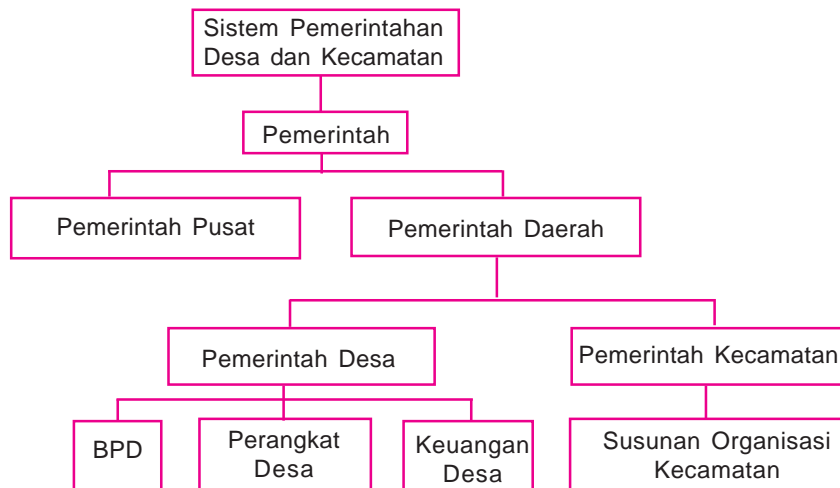 Sistem Pemerintahan
Desa dan Kecamatan
Pemerintah
Pemerintah Pusat
Pemerintah Daerah
Pemerintah Desa
Pemerintah Kecamatan
BPD
Perangkat
Desa
Keuangan
Desa
Susunan Organisasi
Kecamatan